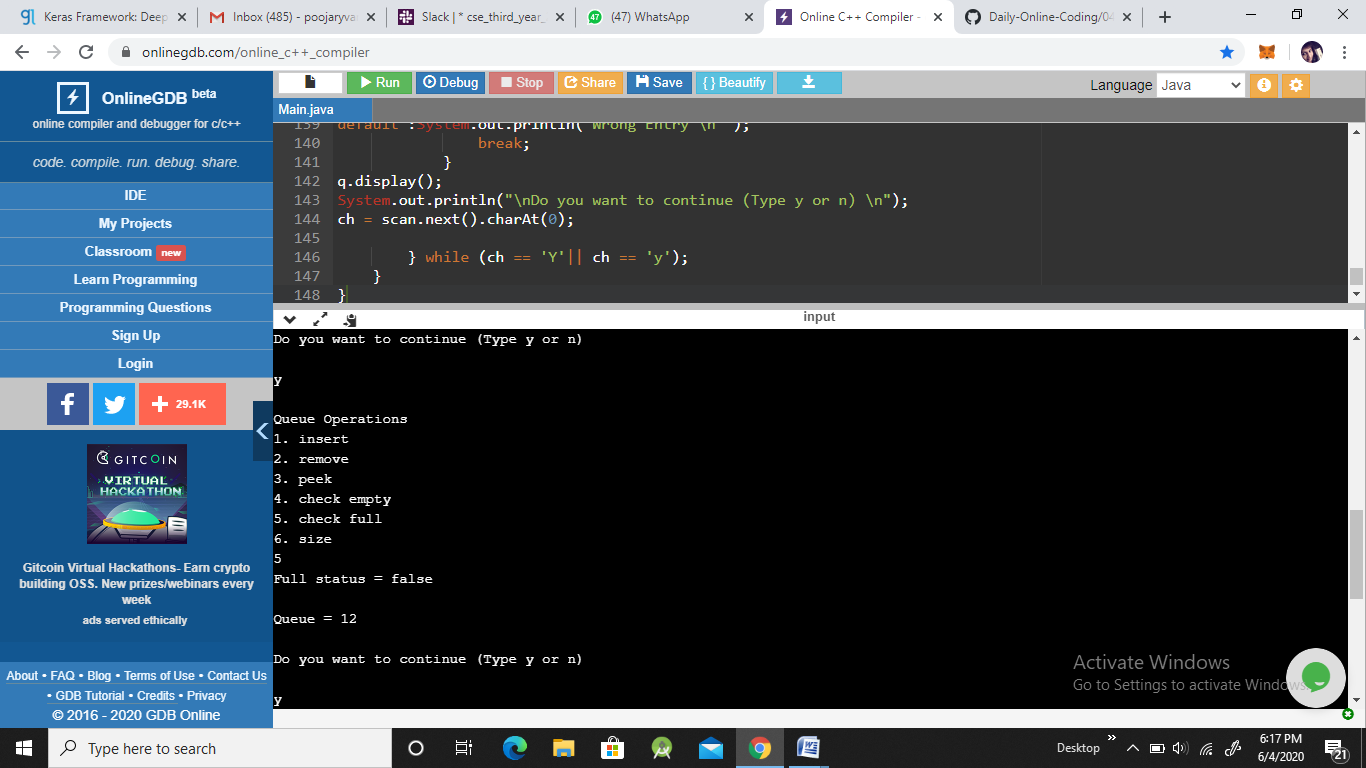 Keras Framework: Deep
Inbox (485) - poojaryva
Slack | * cse_third_year_
(47) WhatsApp
Online C++ Compiler -
Daily-Online-Coding/04
onlinegdb.com/online_c++_compiler
OnlineGDB beta
online compiler and debugger for c/c++
code. compile. run. debug. share.
IDE
My Projects
Classroom new
Learn Programming
Programming Questions
Sign Up
Login
29.1K
GITCOIN
VIRTUAL
HACKATHON
Gitcoin Virtual Hackathons- Earn crypto
building OSS. New prizes/webinars every
week
ads served ethically
About • FAQ • Blog • Terms of Use • Contact Us
• GDB Tutorial • Credits • Privacy
© 2016 - 2020 GDB Online
Run Debug Stop Share Save { } Beautify
Language Java
Main.java
139 default :System.out.println("Wrong Entry \n ");
140 break;
141 }
142 q.display();
143 System.out.println("\nDo you want to continue (Type y or n) \n");
144 ch = scan.next().charAt(0);
145
146 } while (ch == 'Y'|| ch == 'y');
147 }
148 }
input
Do you want to continue (Type y or n)
y
Queue Operations
1. insert
2. remove
3. peek
4. check empty
5. check full
6. size
5
Full status = false
Queue = 12
Do you want to continue (Type y or n)
y
Activate Windows
Go to Settings to activate Windows.
Type here to search
Desktop
6:17 PM
6/4/2020
21